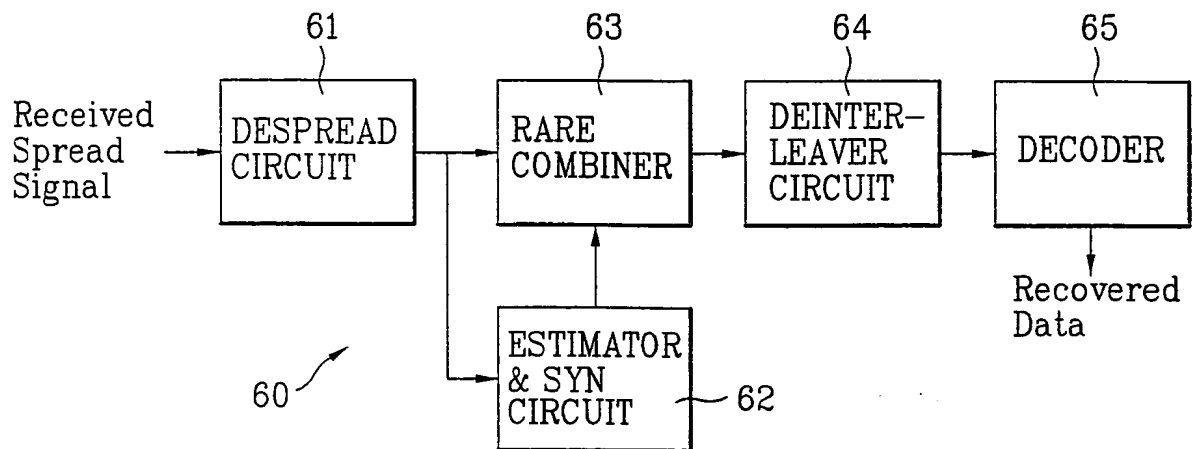 61
63
64
65
Received
Spread
Signal
DESPREAD
CIRCUIT
RARE
COMBINER
DEINTER-
LEAVER
CIRCUIT
DECODER
Recovered
Data
ESTIMATOR
& SYN
CIRCUIT
60
62